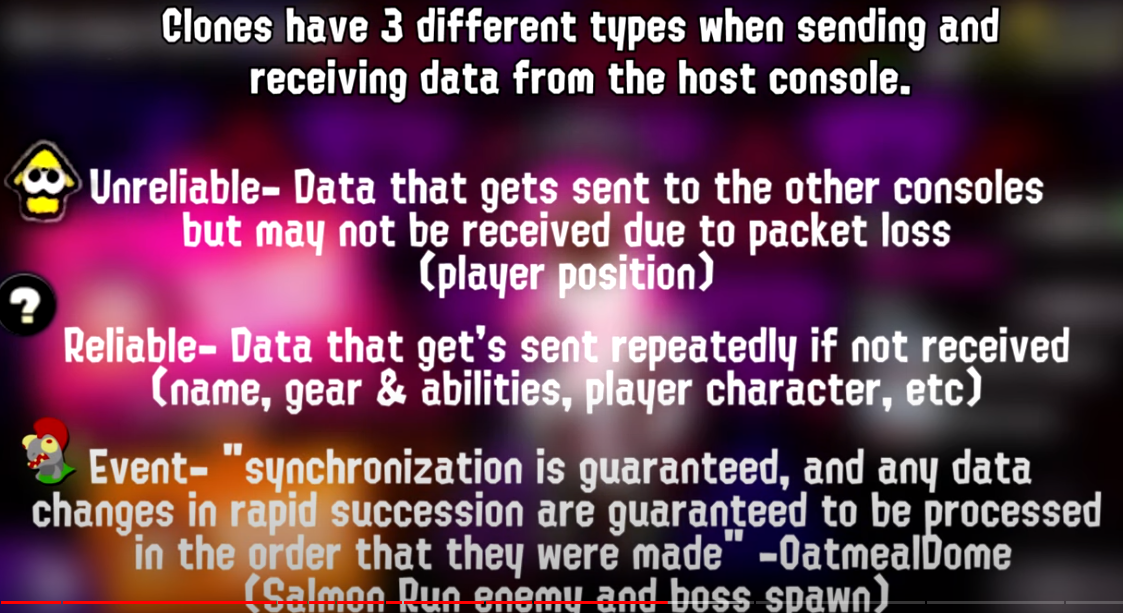 Clones have 3 different types when sending and
receiving data from the host console.
Unreliable- Data that gets sent to the other consoles
but may not be received due to packet loss
(player position)
?
Reliable- Data that get's sent repeatedly if not received
(name, gear & abilities, player character, etc)
Event- "synchronization is guaranteed, and any data
changes in rapid succession are guaranteed to be processed
in the order that they were made" -OatmealDome
(Salmon Run enemy and boss spawn)